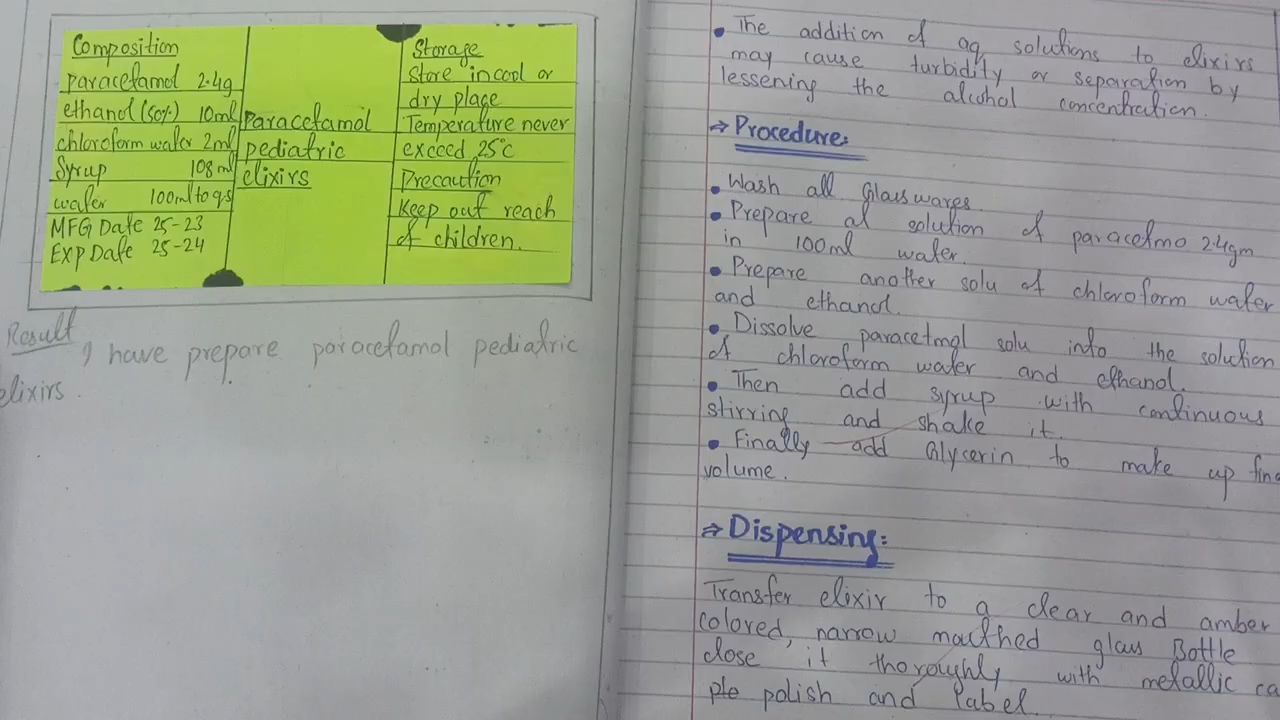 Composition
paracetamol 2.4g
ethanol (50%) 10ml
chloroform water 2ml
Syrup 108ml
water 100ml to qs
MFG Date 25-23
Exp Date 25-24
Paracetamol
pediatric
elixirs
Storage
Store in cool or
dry place
Temperature never
exceed 25°C
Precaution
Keep out reach
of children.
Result
I have prepare paracetamol pediatric
elixirs.
• The addition of aq solutions to elixirs
may cause turbidity or separation by
lessening the alcohol concentration.
⇒ Procedure:
• Wash all Glasswares.
• Prepare a solution of paracetmo 2.4gm
in 100ml water.
• Prepare another solu of chloroform water
and ethanol.
• Dissolve paracetmol solu into the solution
of chloroform water and ethanol.
• Then add syrup with continuous
stirring and shake it.
• Finally add Glycerin to make up fina
volume.
⇒ Dispensing:
Transfer elixir to a clear and amber
colored, narrow mouthed glass Bottle
close it thoroughly with metallic ca
ple polish and label.